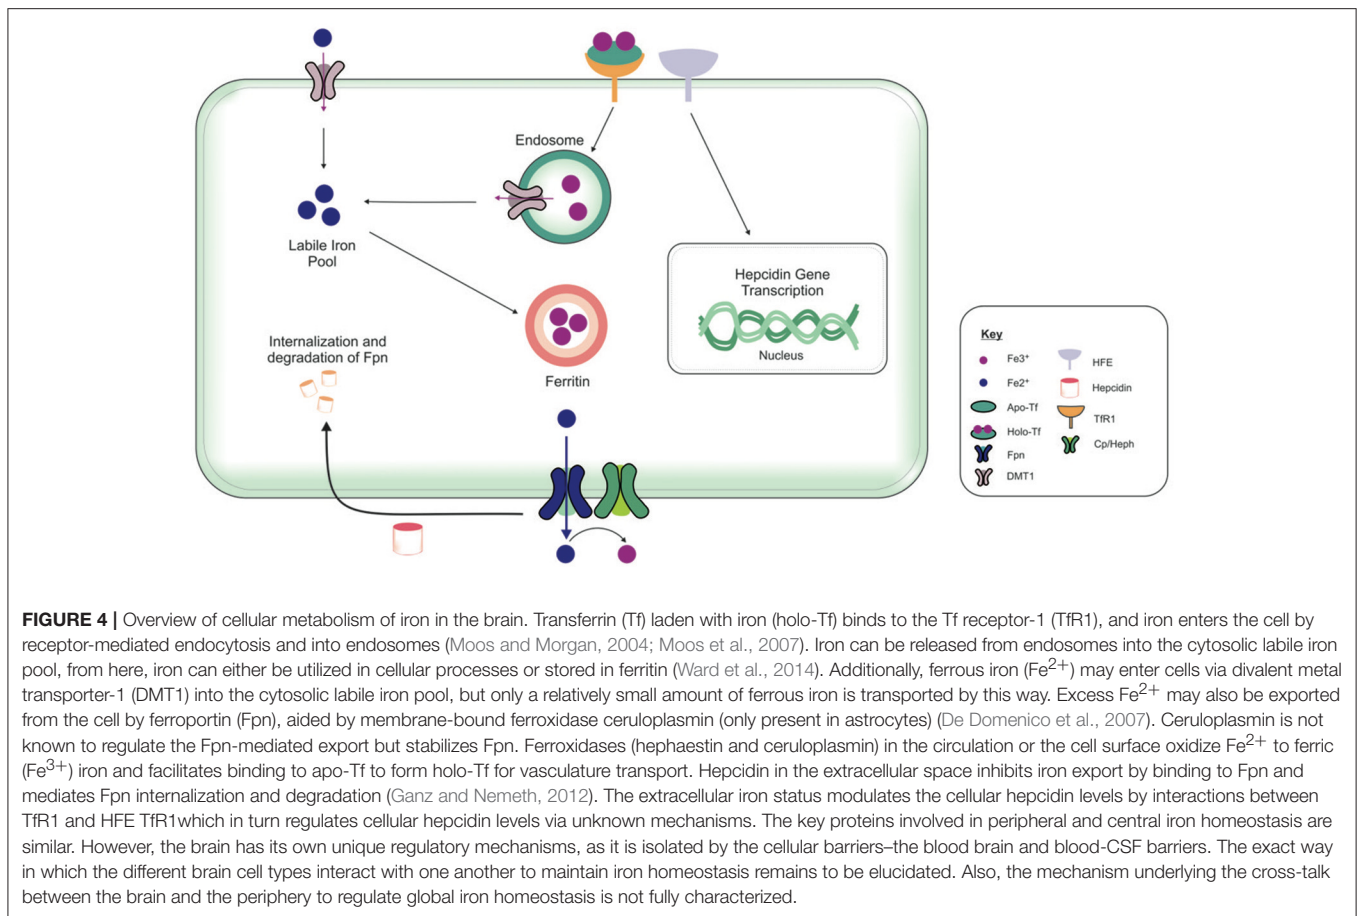 Endosome
Labile Iron
Pool
Hepcidin Gene
Transcription
Nucleus
Internalization and
degradation of Fpn
Ferritin
Key
Fe3⁺
Fe2⁺
Apo-Tf
Holo-Tf
Fpn
DMT1
HFE
Hepcidin
TfR1
Cp/Heph
FIGURE 4 | Overview of cellular metabolism of iron in the brain. Transferrin (Tf) laden with iron (holo-Tf) binds to the Tf receptor-1 (TfR1), and iron enters the cell by
receptor-mediated endocytosis and into endosomes (Moos and Morgan, 2004; Moos et al., 2007). Iron can be released from endosomes into the cytosolic labile iron
pool, from here, iron can either be utilized in cellular processes or stored in ferritin (Ward et al., 2014). Additionally, ferrous iron (Fe²⁺) may enter cells via divalent metal
transporter-1 (DMT1) into the cytosolic labile iron pool, but only a relatively small amount of ferrous iron is transported by this way. Excess Fe²⁺ may also be exported
from the cell by ferroportin (Fpn), aided by membrane-bound ferroxidase ceruloplasmin (only present in astrocytes) (De Domenico et al., 2007). Ceruloplasmin is not
known to regulate the Fpn-mediated export but stabilizes Fpn. Ferroxidases (hephaestin and ceruloplasmin) in the circulation or the cell surface oxidize Fe²⁺ to ferric
(Fe³⁺) iron and facilitates binding to apo-Tf to form holo-Tf for vasculature transport. Hepcidin in the extracellular space inhibits iron export by binding to Fpn and
mediates Fpn internalization and degradation (Ganz and Nemeth, 2012). The extracellular iron status modulates the cellular hepcidin levels by interactions between
TfR1 and HFE TfR1which in turn regulates cellular hepcidin levels via unknown mechanisms. The key proteins involved in peripheral and central iron homeostasis are
similar. However, the brain has its own unique regulatory mechanisms, as it is isolated by the cellular barriers–the blood brain and blood-CSF barriers. The exact way
in which the different brain cell types interact with one another to maintain iron homeostasis remains to be elucidated. Also, the mechanism underlying the cross-talk
between the brain and the periphery to regulate global iron homeostasis is not fully characterized.